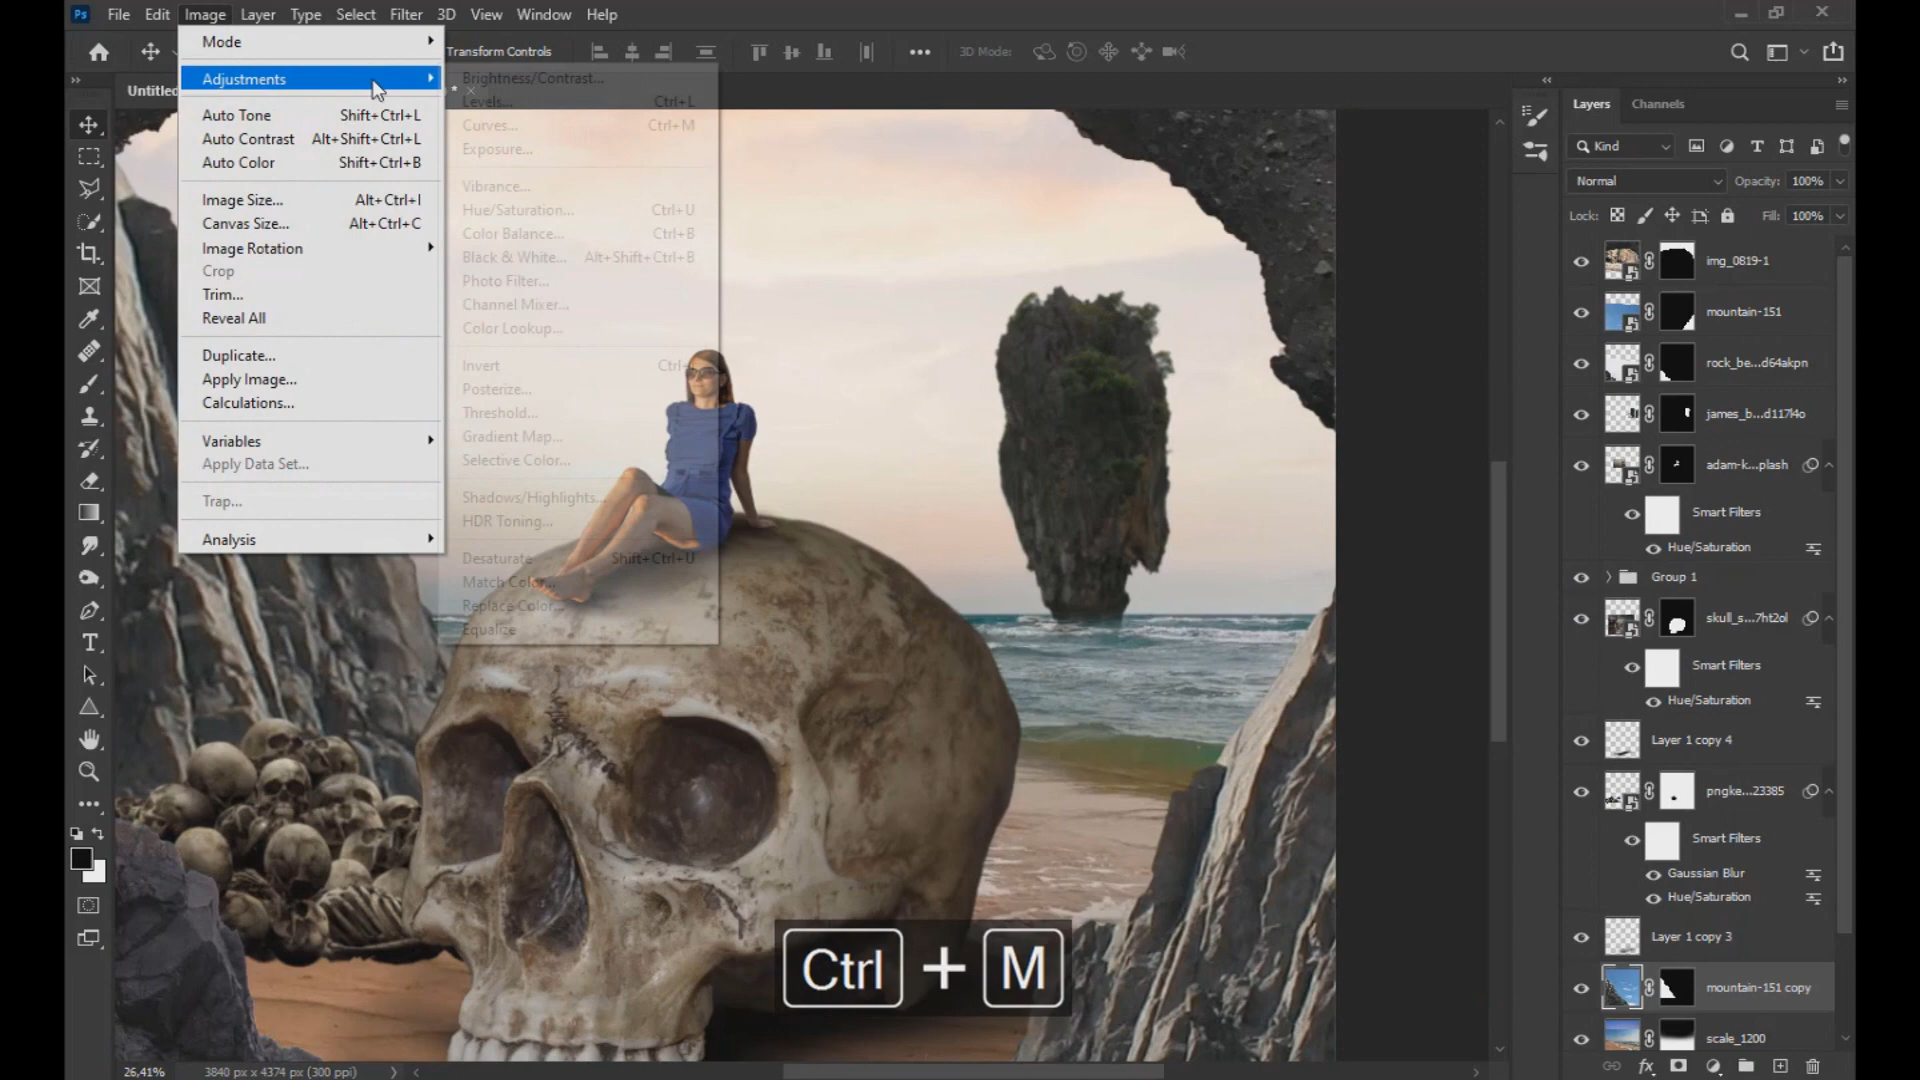 Ps File Edit Image Layer Type Select Filter 3D View Window Help
Transform Controls
3D Mode:
Untitled
*
Mode
Adjustments
Auto Tone Shift+Ctrl+L
Auto Contrast Alt+Shift+Ctrl+L
Auto Color Shift+Ctrl+B
Image Size... Alt+Ctrl+I
Canvas Size... Alt+Ctrl+C
Image Rotation
Crop
Trim...
Reveal All
Duplicate...
Apply Image...
Calculations...
Variables
Apply Data Set...
Trap...
Analysis
Brightness/Contrast...
Levels... Ctrl+L
Curves... Ctrl+M
Exposure...
Vibrance...
Hue/Saturation... Ctrl+U
Color Balance... Ctrl+B
Black & White... Alt+Shift+Ctrl+B
Photo Filter...
Channel Mixer...
Color Lookup...
Invert
Posterize...
Threshold...
Gradient Map...
Selective Color...
Shadows/Highlights...
HDR Toning...
Desaturate Shift+Ctrl+U
Match Color...
Replace Color...
Equalize
Ctrl + M
Layers Channels
Kind
Normal Opacity: 100%
Lock: Fill: 100%
img_0819-1
mountain-151
rock_be...d64akpn
james_b...d117l4o
adam-k...plash
Smart Filters
Hue/Saturation
Group 1
skull_s...7ht2ol
Smart Filters
Hue/Saturation
Layer 1 copy 4
pngke...23385
Smart Filters
Gaussian Blur
Hue/Saturation
Layer 1 copy 3
mountain-151 copy
scale_1200
fx
26,41% 3840 px x 4374 px (300 ppi)